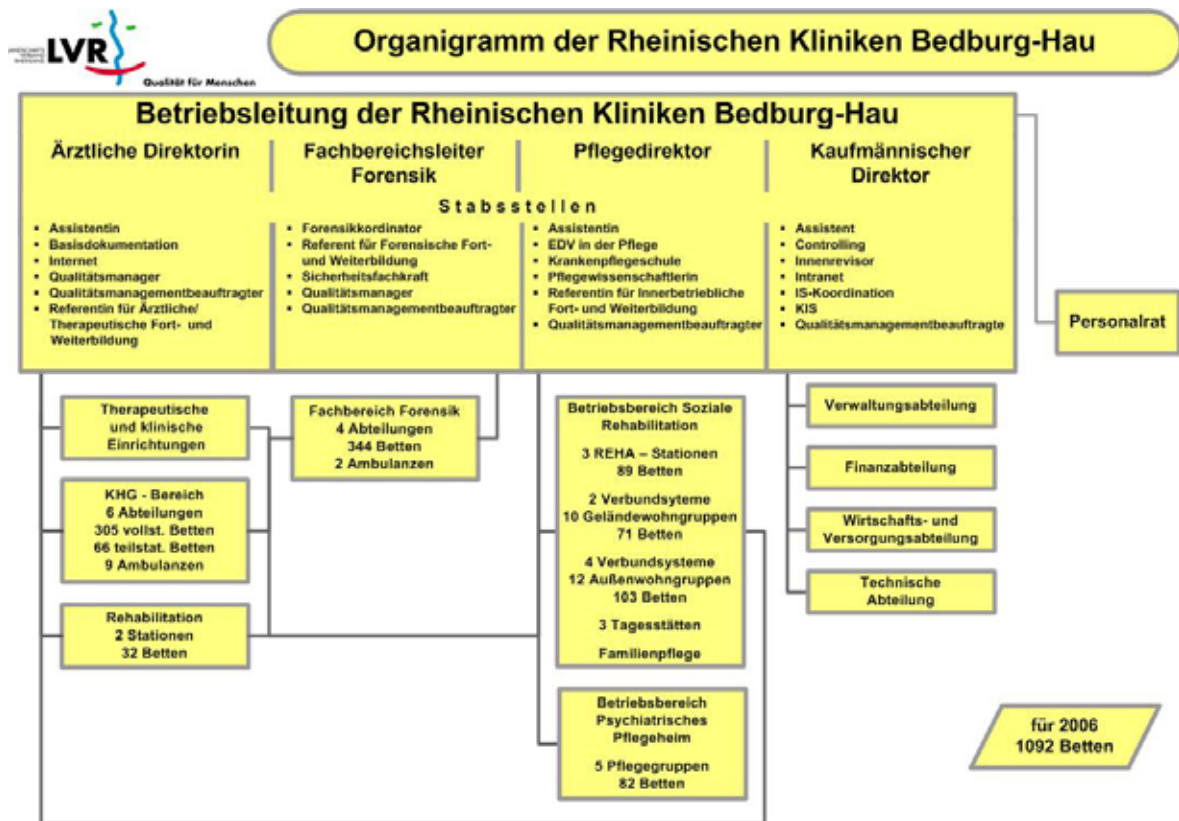 LVR
Qualität für Menschen
Organigramm der Rheinischen Kliniken Bedburg-Hau
Betriebsleitung der Rheinischen Kliniken Bedburg-Hau
Ärztliche Direktorin
Fachbereichsleiter
Forensik
Pflegedirektor
Kaufmännischer
Direktor
Stabsstellen
▪ Assistentin
▪ Basisdokumentation
▪ Internet
▪ Qualitätsmanager
▪ Qualitätsmanagementbeauftragter
▪ Referentin für Ärztliche/
Therapeutische Fort- und
Weiterbildung
▪ Forensikkordinator
▪ Referent für Forensische Fort-
und Weiterbildung
▪ Sicherheitsfachkraft
▪ Qualitätsmanager
▪ Qualitätsmanagementbeauftragter
▪ Assistentin
▪ EDV in der Pflege
▪ Krankenpflegeschule
▪ Pflegewissenschaftlerin
▪ Referentin für Innerbetriebliche
Fort- und Weiterbildung
▪ Qualitätsmanagementbeauftragter
▪ Assistent
▪ Controlling
▪ Innenrevisor
▪ Intranet
▪ IS-Koordination
▪ KIS
▪ Qualitätsmanagementbeauftragte
Personalrat
Therapeutische
und klinische
Einrichtungen
KHG - Bereich
6 Abteilungen
305 vollst. Betten
66 teilstat. Betten
9 Ambulanzen
Rehabilitation
2 Stationen
32 Betten
Fachbereich Forensik
4 Abteilungen
344 Betten
2 Ambulanzen
Betriebsbereich Soziale
Rehabilitation
3 REHA – Stationen
89 Betten
2 Verbundsyteme
10 Geländewohngruppen
71 Betten
4 Verbundsysteme
12 Außenwohngruppen
103 Betten
3 Tagesstätten
Familienpflege
Betriebsbereich
Psychiatrisches
Pflegeheim
5 Pflegegruppen
82 Betten
Verwaltungsabteilung
Finanzabteilung
Wirtschafts- und
Versorgungsabteilung
Technische
Abteilung
für 2006
1092 Betten